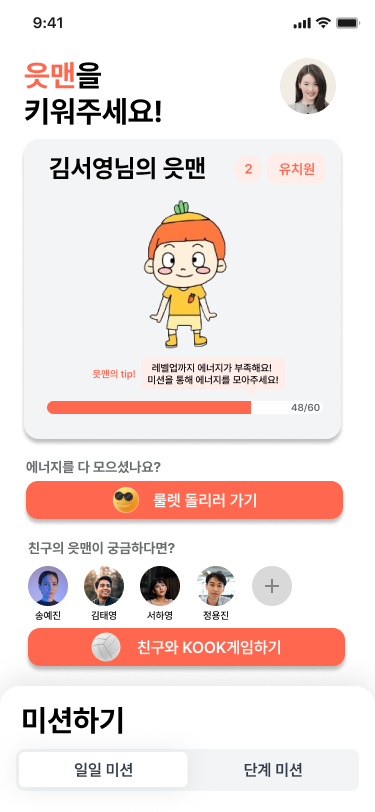 9:41
웃맨을
키워주세요!
김서영님의 웃맨
2
유치원
웃맨의 tip!
레벨업까지 에너지가 부족해요!
미션을 통해 에너지를 모아주세요!
48/60
에너지를 다 모으셨나요?
룰렛 돌리러 가기
친구의 웃맨이 궁금하다면?
송예진 김태영 서하영 정용진
친구와 KOOK게임하기
미션하기
일일 미션 단계 미션